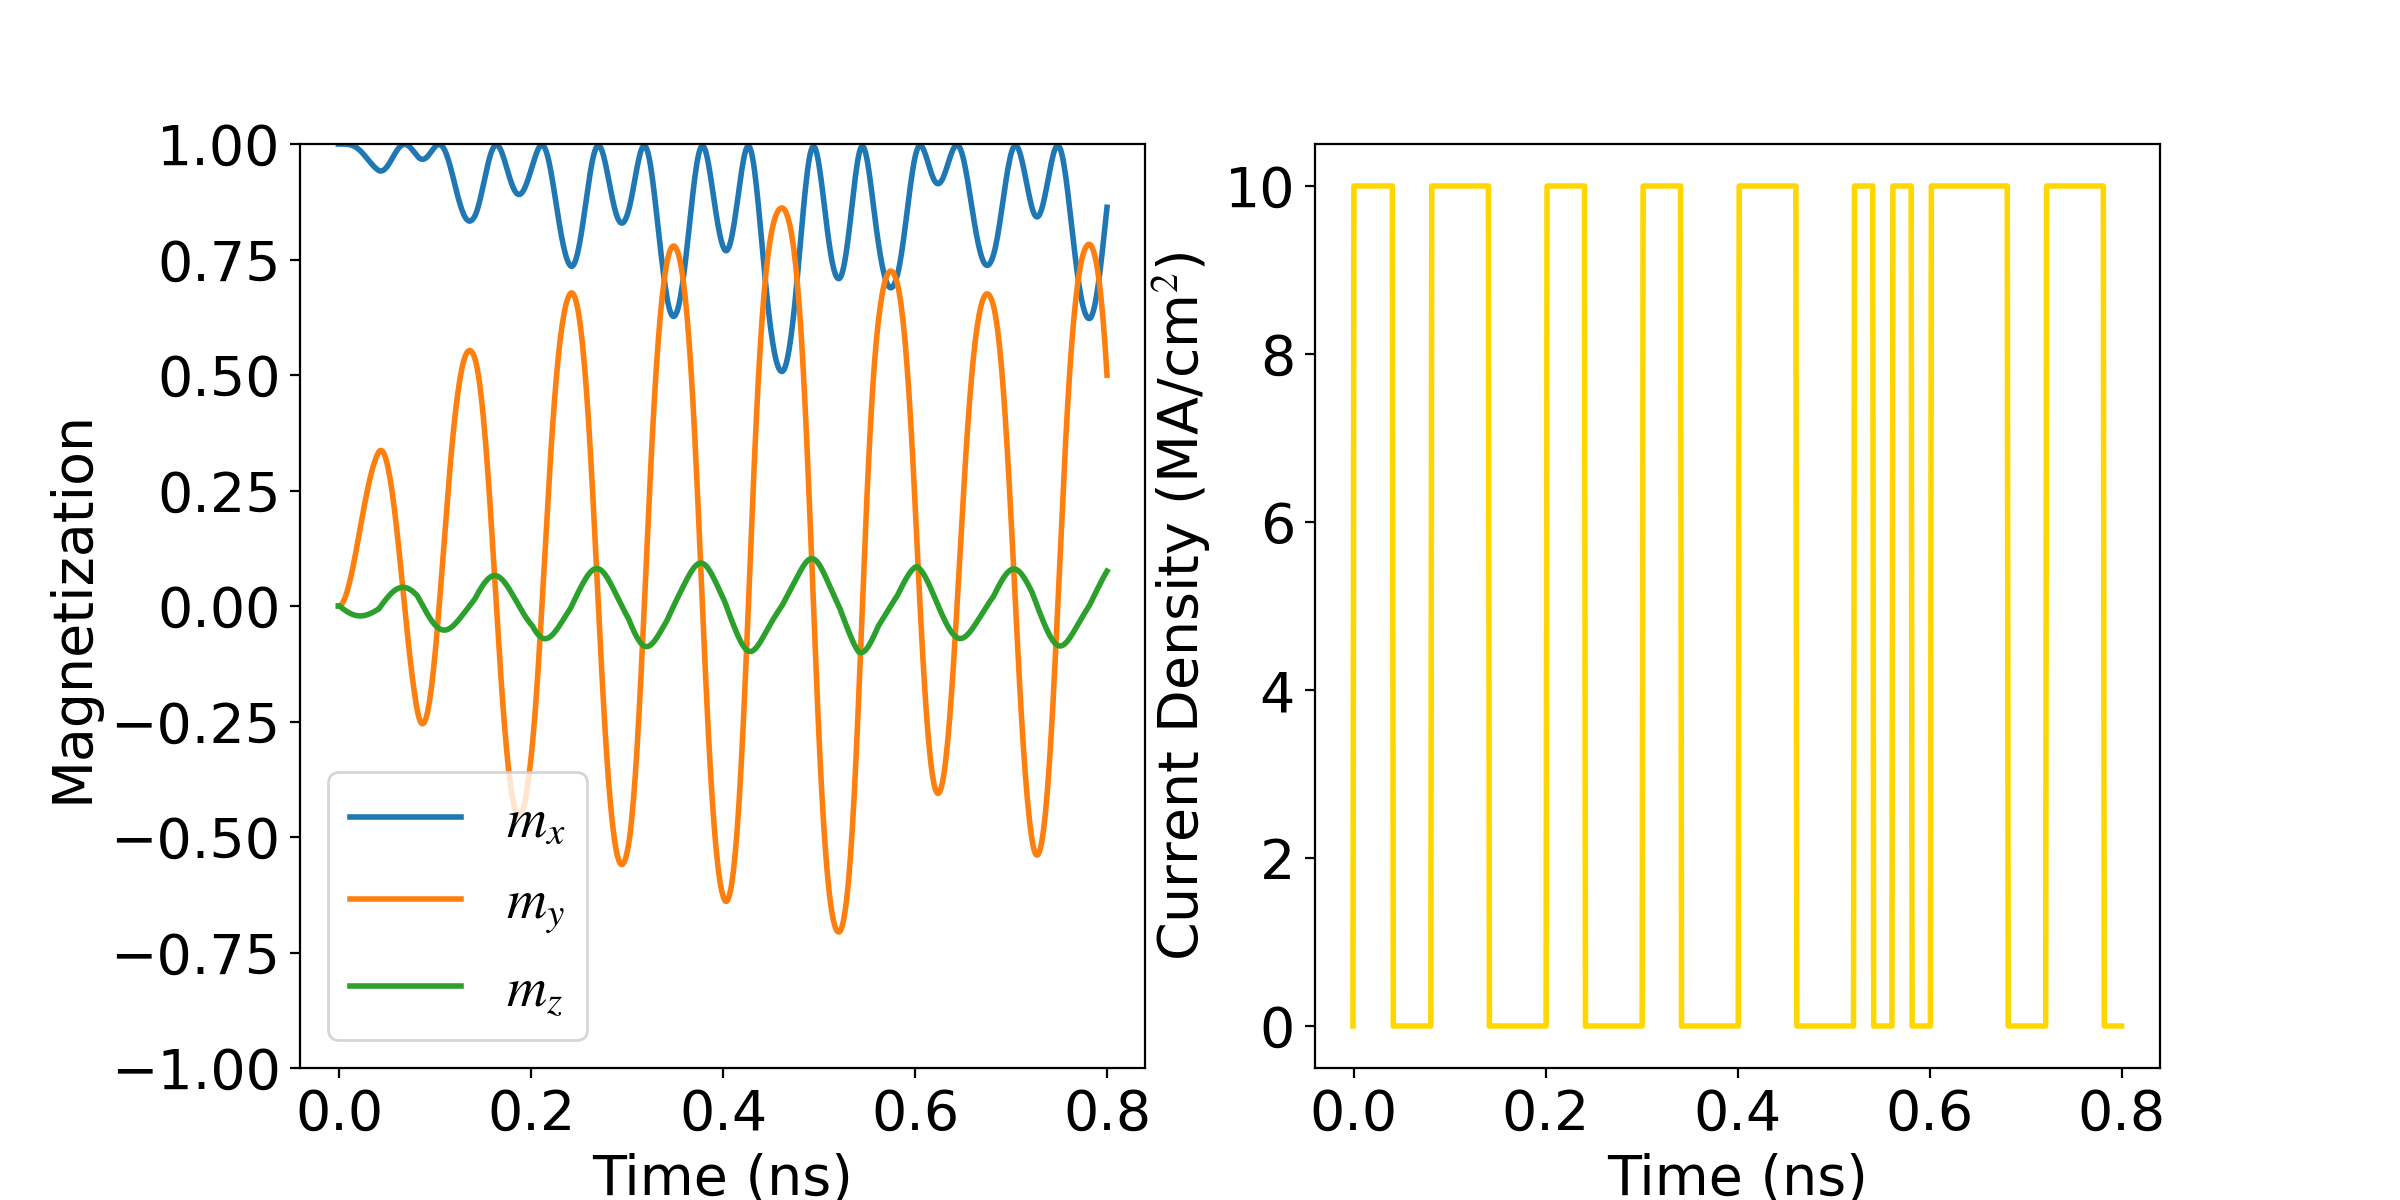 Magnetization
1.00
0.75
0.50
0.25
0.00
−0.25
−0.50
−0.75
−1.00
m_x
m_y
m_z
0.0 0.2 0.4 0.6 0.8
Time (ns)
Current Density (MA/cm²)
10
8
6
4
2
0
0.0 0.2 0.4 0.6 0.8
Time (ns)